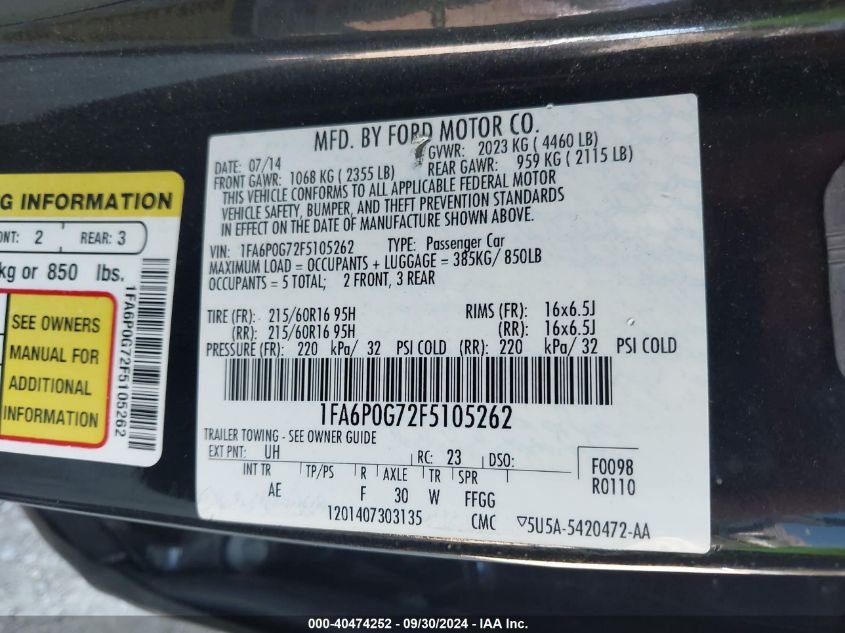 G INFORMATION
NT: 2 REAR: 3
kg or 850 lbs.
SEE OWNERS
MANUAL FOR
ADDITIONAL
INFORMATION
1FA6P0G72F5105262
MFD. BY FORD MOTOR CO.
DATE: 07/14 GVWR: 2023 KG ( 4460 LB)
FRONT GAWR: 1068 KG ( 2355 LB) REAR GAWR: 959 KG ( 2115 LB)
THIS VEHICLE CONFORMS TO ALL APPLICABLE FEDERAL MOTOR
VEHICLE SAFETY, BUMPER, AND THEFT PREVENTION STANDARDS
IN EFFECT ON THE DATE OF MANUFACTURE SHOWN ABOVE.
VIN: 1FA6P0G72F5105262 TYPE: Passenger Car
MAXIMUM LOAD = OCCUPANTS + LUGGAGE = 385KG/ 850LB
OCCUPANTS = 5 TOTAL; 2 FRONT, 3 REAR
TIRE (FR): 215/60R16 95H RIMS (FR): 16x6.5J
(RR): 215/60R16 95H (RR): 16x6.5J
PRESSURE (FR): 220 kPa/ 32 PSI COLD (RR): 220 kPa/ 32 PSI COLD
1FA6P0G72F5105262
TRAILER TOWING - SEE OWNER GUIDE
EXT PNT: UH RC: 23 DSO: F0098
INT TR TP/PS R AXLE TR SPR R0110
AE F 30 W FFGG
1201407303135 CMC ▽5U5A-5420472-AA
000-40474252 - 09/30/2024 - IAA Inc.